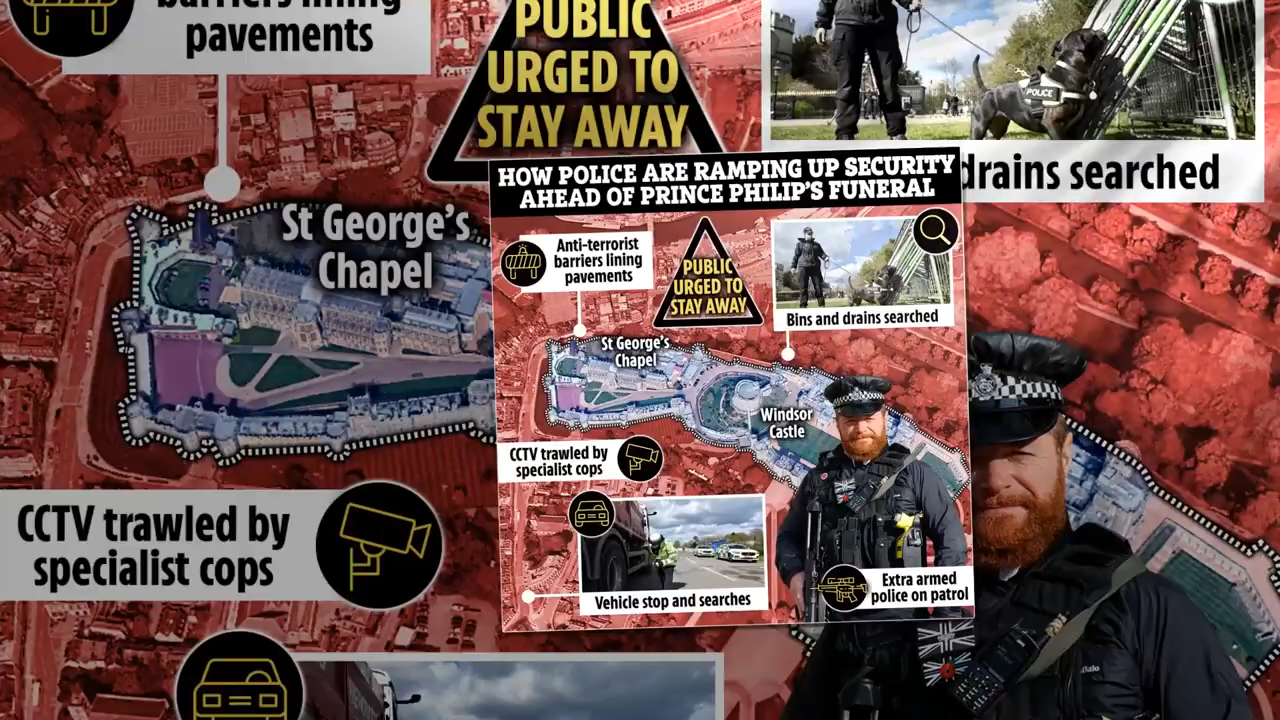 barriers lining
pavements
PUBLIC
URGED TO
STAY AWAY
POLICE
drains searched
St George's
Chapel
CCTV trawled by
specialist cops
HOW POLICE ARE RAMPING UP SECURITY
AHEAD OF PRINCE PHILIP'S FUNERAL
Anti-terrorist
barriers lining
pavements
PUBLIC
URGED TO
STAY AWAY
Bins and drains searched
St George's
Chapel
Windsor
Castle
CCTV trawled by
specialist cops
Vehicle stop and searches
Extra armed
police on patrol